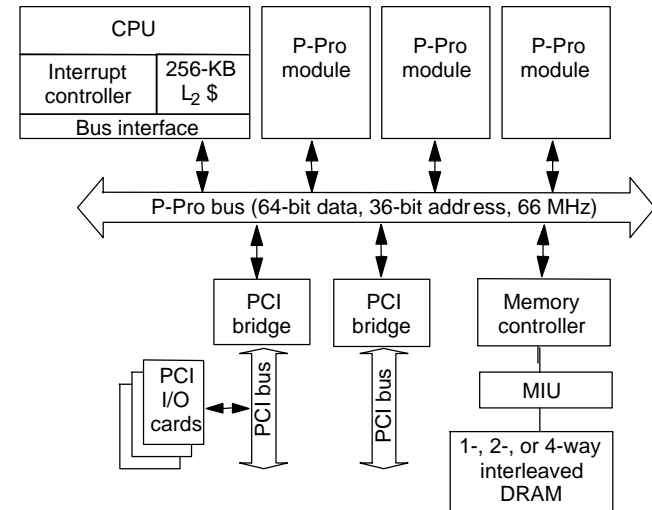 CPU
Interrupt
controller
256-KB
L2 $
Bus interface
P-Pro
module
P-Pro
module
P-Pro
module
P-Pro bus (64-bit data, 36-bit address, 66 MHz)
PCI
bridge
PCI
bridge
Memory
controller
PCI
I/O
cards
PCI bus
PCI bus
MIU
1-, 2-, or 4-way
interleaved
DRAM